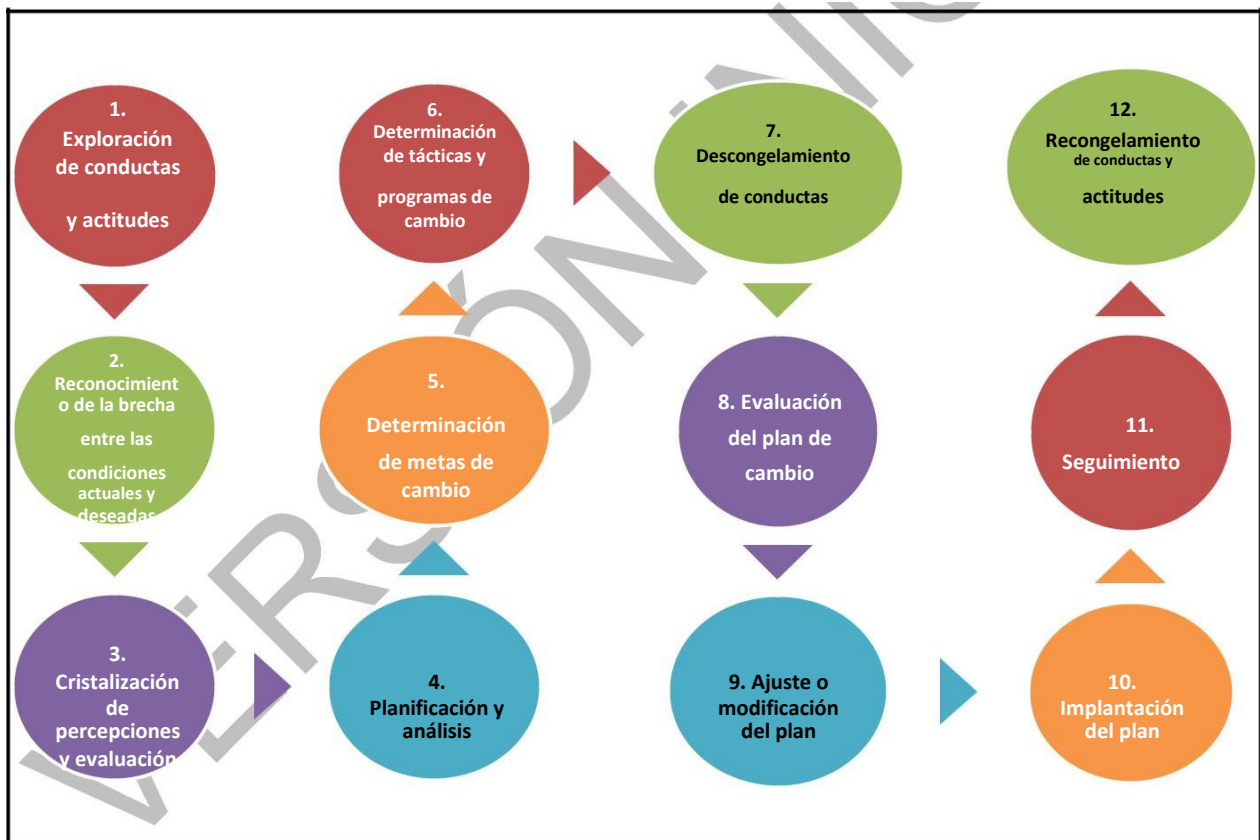 1.
Exploración
de conductas
y actitudes
2.
Reconocimient
o de la brecha
entre las
condiciones
actuales y
deseadas
3.
Cristalización
de
percepciones
y evaluación
4.
Planificación y
análisis
5.
Determinación
de metas de
cambio
6.
Determinación
de tácticas y
programas de
cambio
7.
Descongelamiento
de conductas
8. Evaluación
del plan de
cambio
9. Ajuste o
modificación
del plan
10.
Implantación
del plan
11.
Seguimiento
12.
Recongelamiento
de conductas y
actitudes